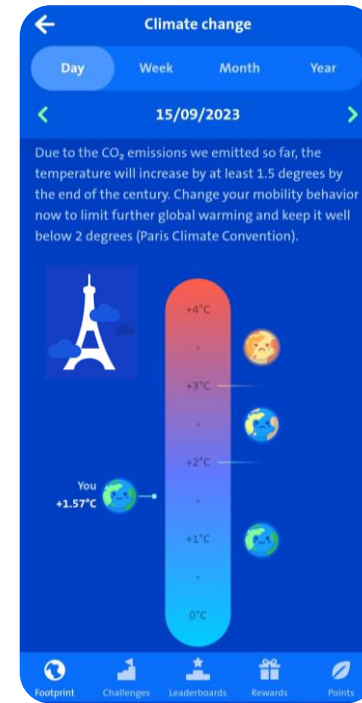 Climate change
Day Week Month Year
15/09/2023
Due to the CO₂ emissions we emitted so far, the
temperature will increase by at least 1.5 degrees by
the end of the century. Change your mobility behavior
now to limit further global warming and keep it well
below 2 degrees (Paris Climate Convention).
+4°C
+3°C
+2°C
You
+1.57°C
+1°C
0°C
Footprint Challenges Leaderboards Rewards Points